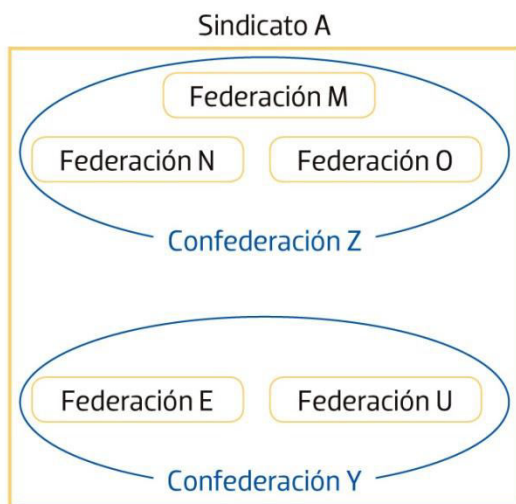 Sindicato A
Federación M
Federación N
Federación O
Confederación Z
Federación E
Federación U
Confederación Y